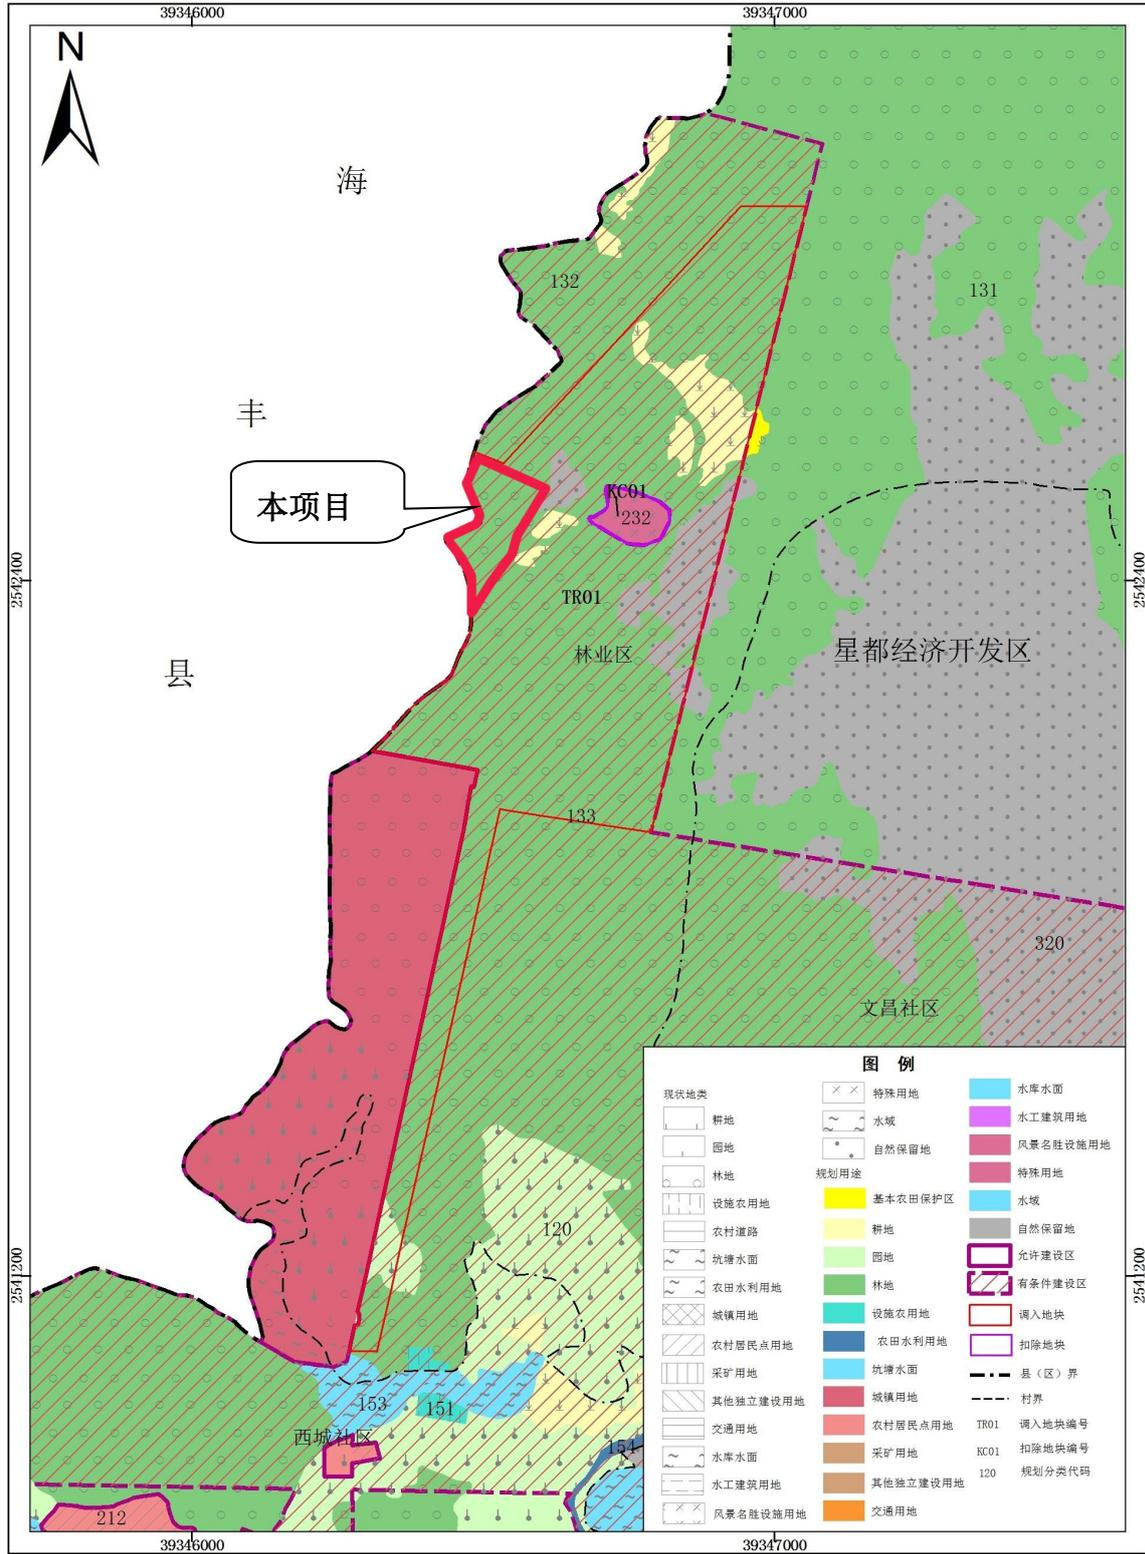 39346000
39347000
N
海
132
131
丰
本项目
KC01
232
2542400
2542400
TR01
林业区
星都经济开发区
县
133
320
文昌社区
120
2541200
2541200
153
151
西城社区
154
212
39346000
39347000
图 例
现状地类
耕地
园地
林地
设施农用地
农村道路
坑塘水面
农田水利用地
城镇用地
农村居民点用地
采矿用地
其他独立建设用地
交通用地
水库水面
水工建筑用地
风景名胜设施用地
特殊用地
水域
自然保留地
规划用途
基本农田保护区
耕地
园地
林地
设施农用地
农田水利用地
坑塘水面
城镇用地
农村居民点用地
采矿用地
其他独立建设用地
交通用地
水库水面
水工建筑用地
风景名胜设施用地
特殊用地
水域
自然保留地
允许建设区
有条件建设区
调入地块
扣除地块
县（区）界
村界
TR01 调入地块编号
KC01 扣除地块编号
120 规划分类代码